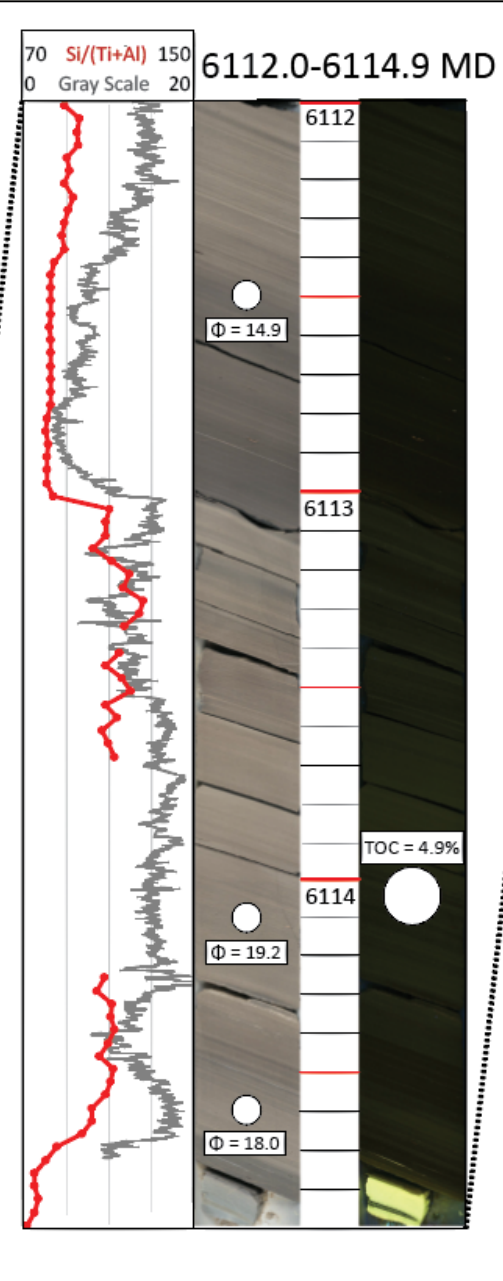 70 Si/(Ti+Al) 150
0 Gray Scale 20
6112.0-6114.9 MD
6112
Φ = 14.9
6113
TOC = 4.9%
6114
Φ = 19.2
Φ = 18.0